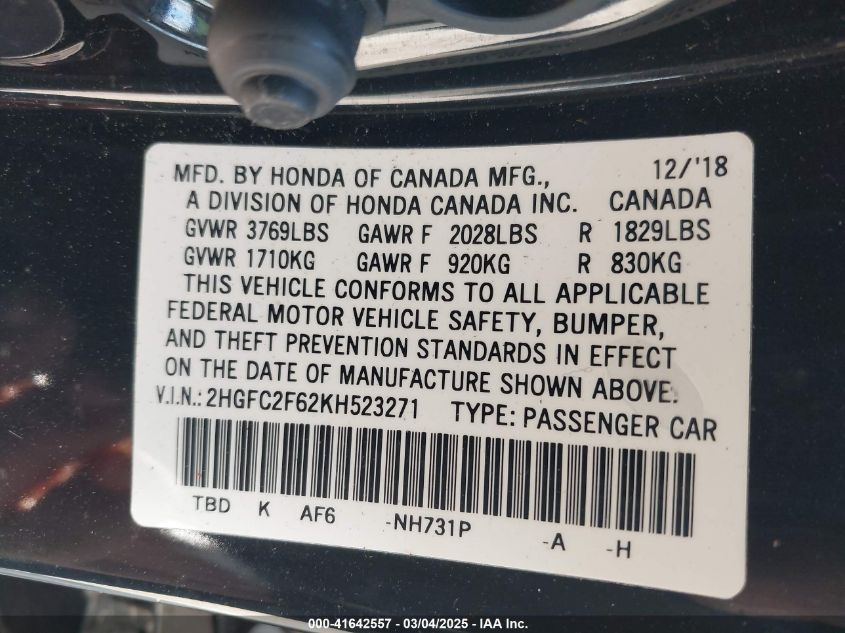 MFD. BY HONDA OF CANADA MFG., 12/'18
A DIVISION OF HONDA CANADA INC. CANADA
GVWR 3769LBS GAWR F 2028LBS R 1829LBS
GVWR 1710KG GAWR F 920KG R 830KG
THIS VEHICLE CONFORMS TO ALL APPLICABLE
FEDERAL MOTOR VEHICLE SAFETY, BUMPER,
AND THEFT PREVENTION STANDARDS IN EFFECT
ON THE DATE OF MANUFACTURE SHOWN ABOVE.
V.I.N.: 2HGFC2F62KH523271 TYPE: PASSENGER CAR
TBD K AF6 -NH731P -A -H
000-41642557 — 03/04/2025 — IAA Inc.